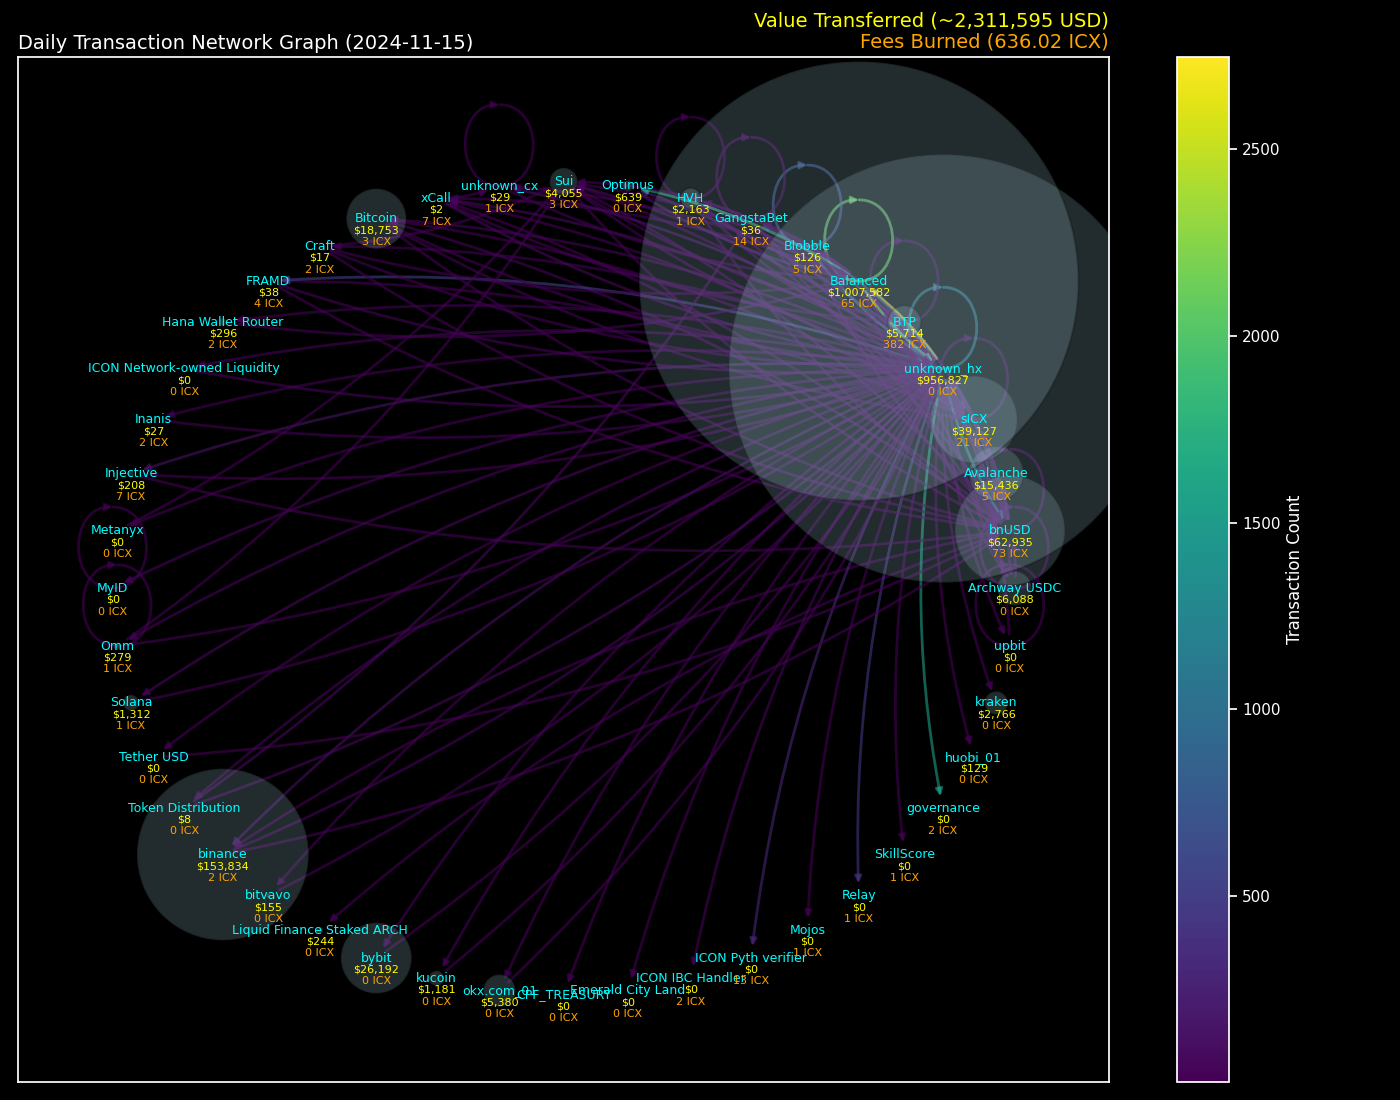 Value Transferred (~2,311,595 USD)
Daily Transaction Network Graph (2024-11-15)
Fees Burned (636.02 ICX)
unknown_cx
$29
1 ICX
Sui
$4,055
3 ICX
Optimus
$639
0 ICX
xCall
$2
7 ICX
HVH
$2,163
1 ICX
Bitcoin
$18,753
3 ICX
GangstaBet
$36
14 ICX
Craft
$17
2 ICX
Blobble
$126
5 ICX
FRAMD
$38
4 ICX
Balanced
$1,007,582
65 ICX
Hana Wallet Router
$296
2 ICX
BTP
$5,714
382 ICX
ICON Network-owned Liquidity
$0
0 ICX
unknown_hx
$956,827
0 ICX
Inanis
$27
2 ICX
sICX
$39,127
21 ICX
Injective
$208
7 ICX
Avalanche
$15,436
5 ICX
Metanyx
$0
0 ICX
bnUSD
$62,935
73 ICX
MyID
$0
0 ICX
Archway USDC
$6,088
0 ICX
Omm
$279
1 ICX
upbit
$0
0 ICX
Solana
$1,312
1 ICX
kraken
$2,766
0 ICX
Tether USD
$0
0 ICX
huobi_01
$129
0 ICX
Token Distribution
$8
0 ICX
governance
$0
2 ICX
binance
$153,834
2 ICX
SkillScore
$0
1 ICX
bitvavo
$155
0 ICX
Relay
$0
1 ICX
Liquid Finance Staked ARCH
$244
0 ICX
Mojos
$0
1 ICX
bybit
$26,192
0 ICX
ICON Pyth verifier
$0
13 ICX
kucoin
$1,181
0 ICX
ICON IBC Handler
$0
2 ICX
okx.com_01
$5,380
0 ICX
CPF_TREASURY
$0
0 ICX
Emerald City Land
$0
0 ICX
2500
2000
1500
1000
500
Transaction Count